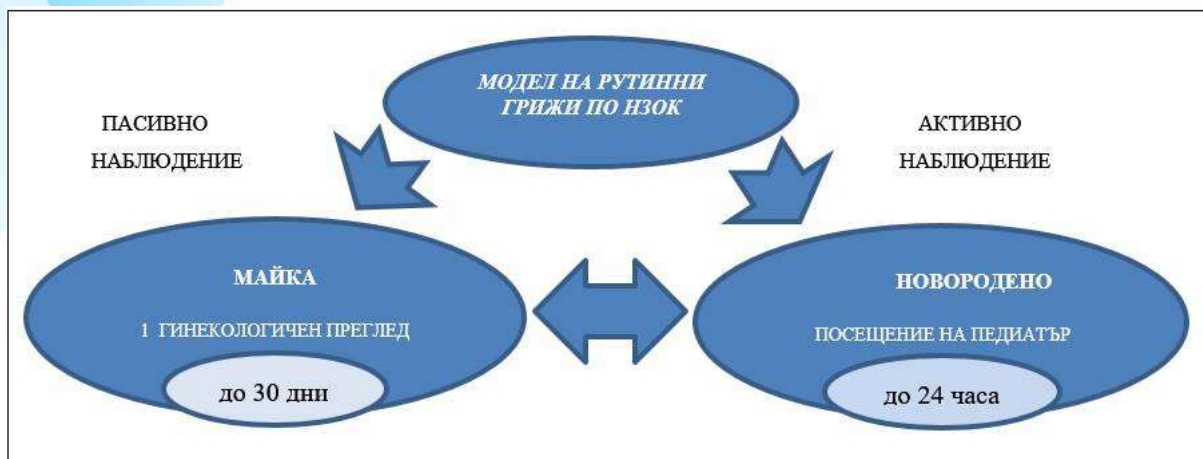 МОДЕЛ НА РУТИННИ
ГРИЖИ ПО НЗОК
ПАСИВНО
НАБЛЮДЕНИЕ
АКТИВНО
НАБЛЮДЕНИЕ
МАЙКА
1 ГИНЕКОЛОГИЧЕН ПРЕГЛЕД
до 30 дни
НОВОРОДЕНО
ПОСЕЩЕНИЕ НА ПЕДИАТЪР
до 24 часа